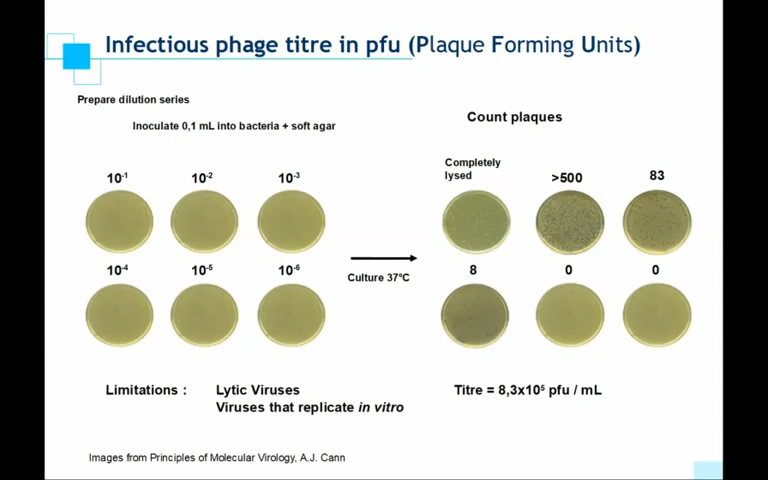 Infectious phage titre in pfu (Plaque Forming Units)
Prepare dilution series
Inoculate 0,1 mL into bacteria + soft agar
Count plaques
10⁻¹ 10⁻² 10⁻³
Completely lysed
>500
83
10⁻⁴ 10⁻⁵ 10⁻⁶
Culture 37°C
8 0 0
Limitations : Lytic Viruses
Viruses that replicate in vitro
Titre = 8,3x10⁵ pfu / mL
Images from Principles of Molecular Virology, A.J. Cann